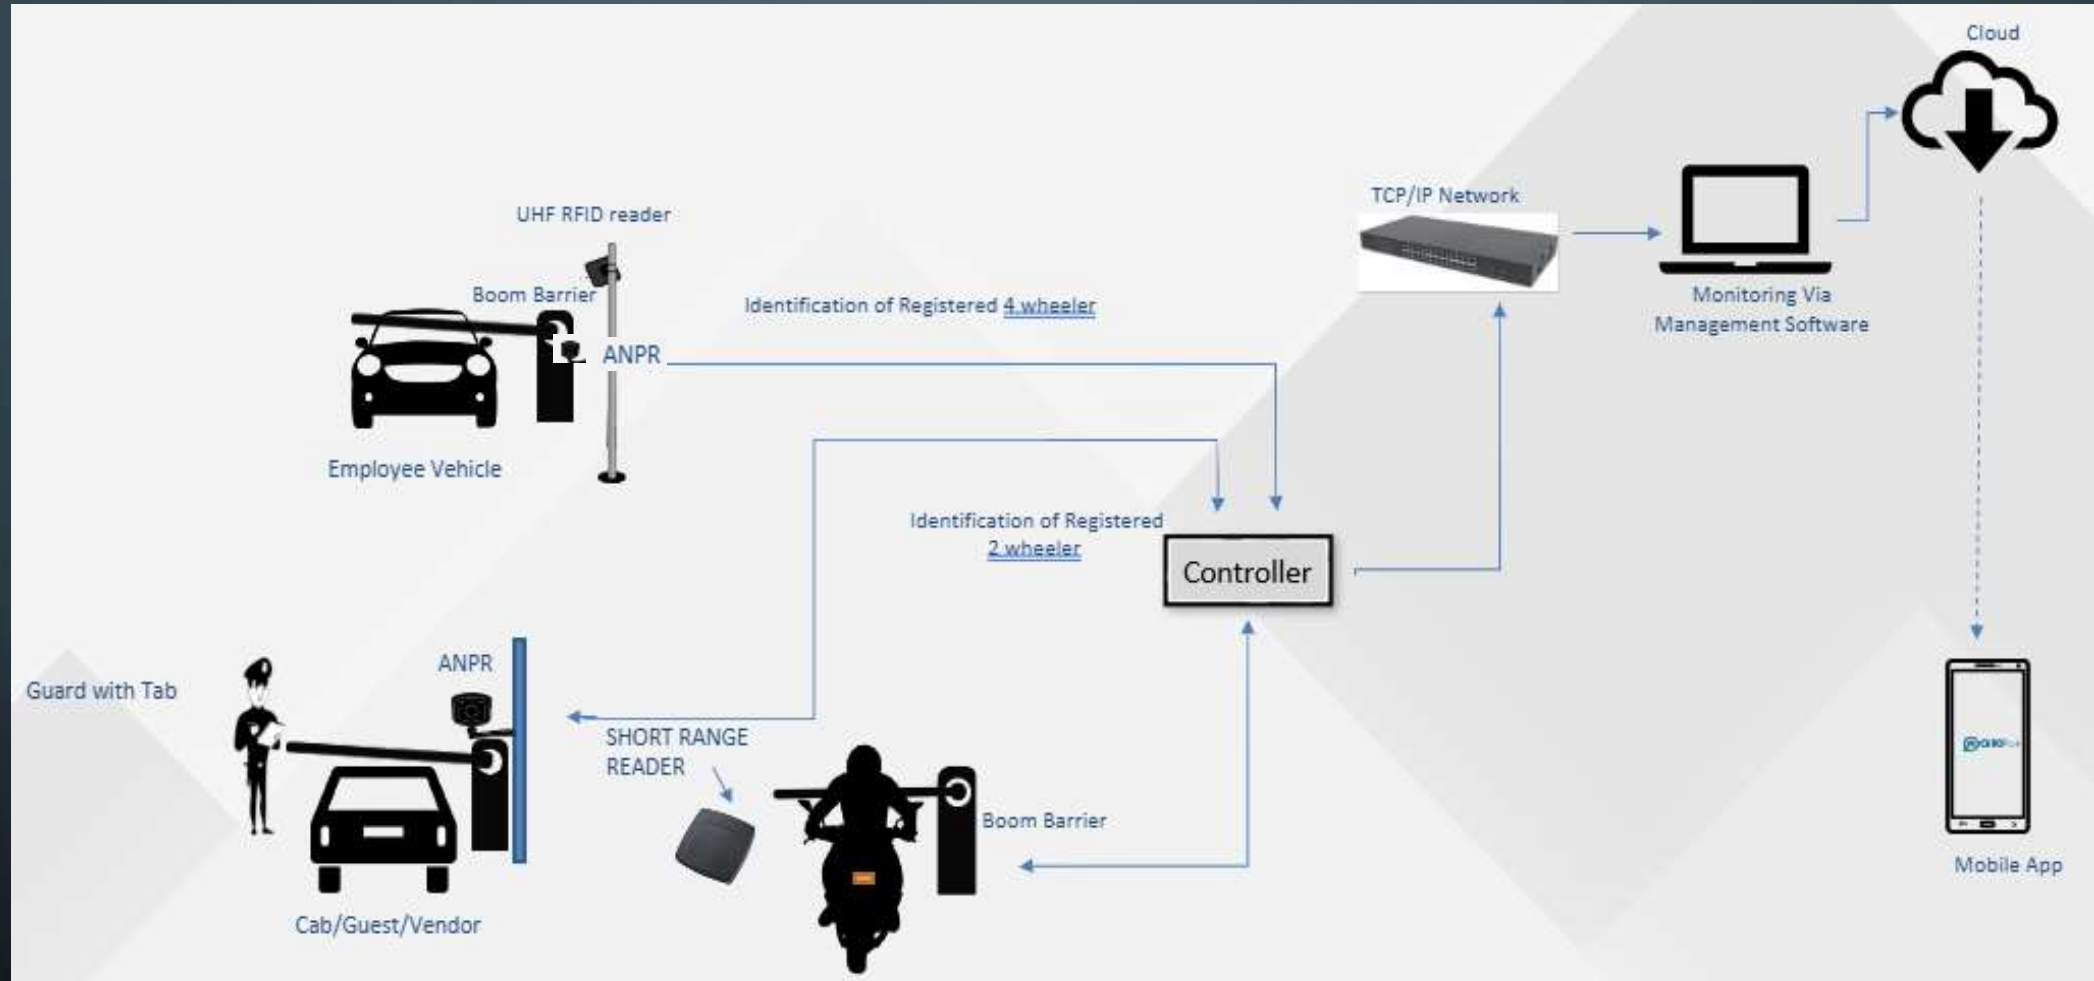 Cloud
TCP/IP Network
UHF RFID reader
Boom Barrier
Identification of Registered 4 wheeler
Monitoring Via
Management Software
ANPR
Employee Vehicle
Identification of Registered
2 wheeler
Controller
ANPR
Guard with Tab
SHORT RANGE
READER
Boom Barrier
Mobile App
Cab/Guest/Vendor